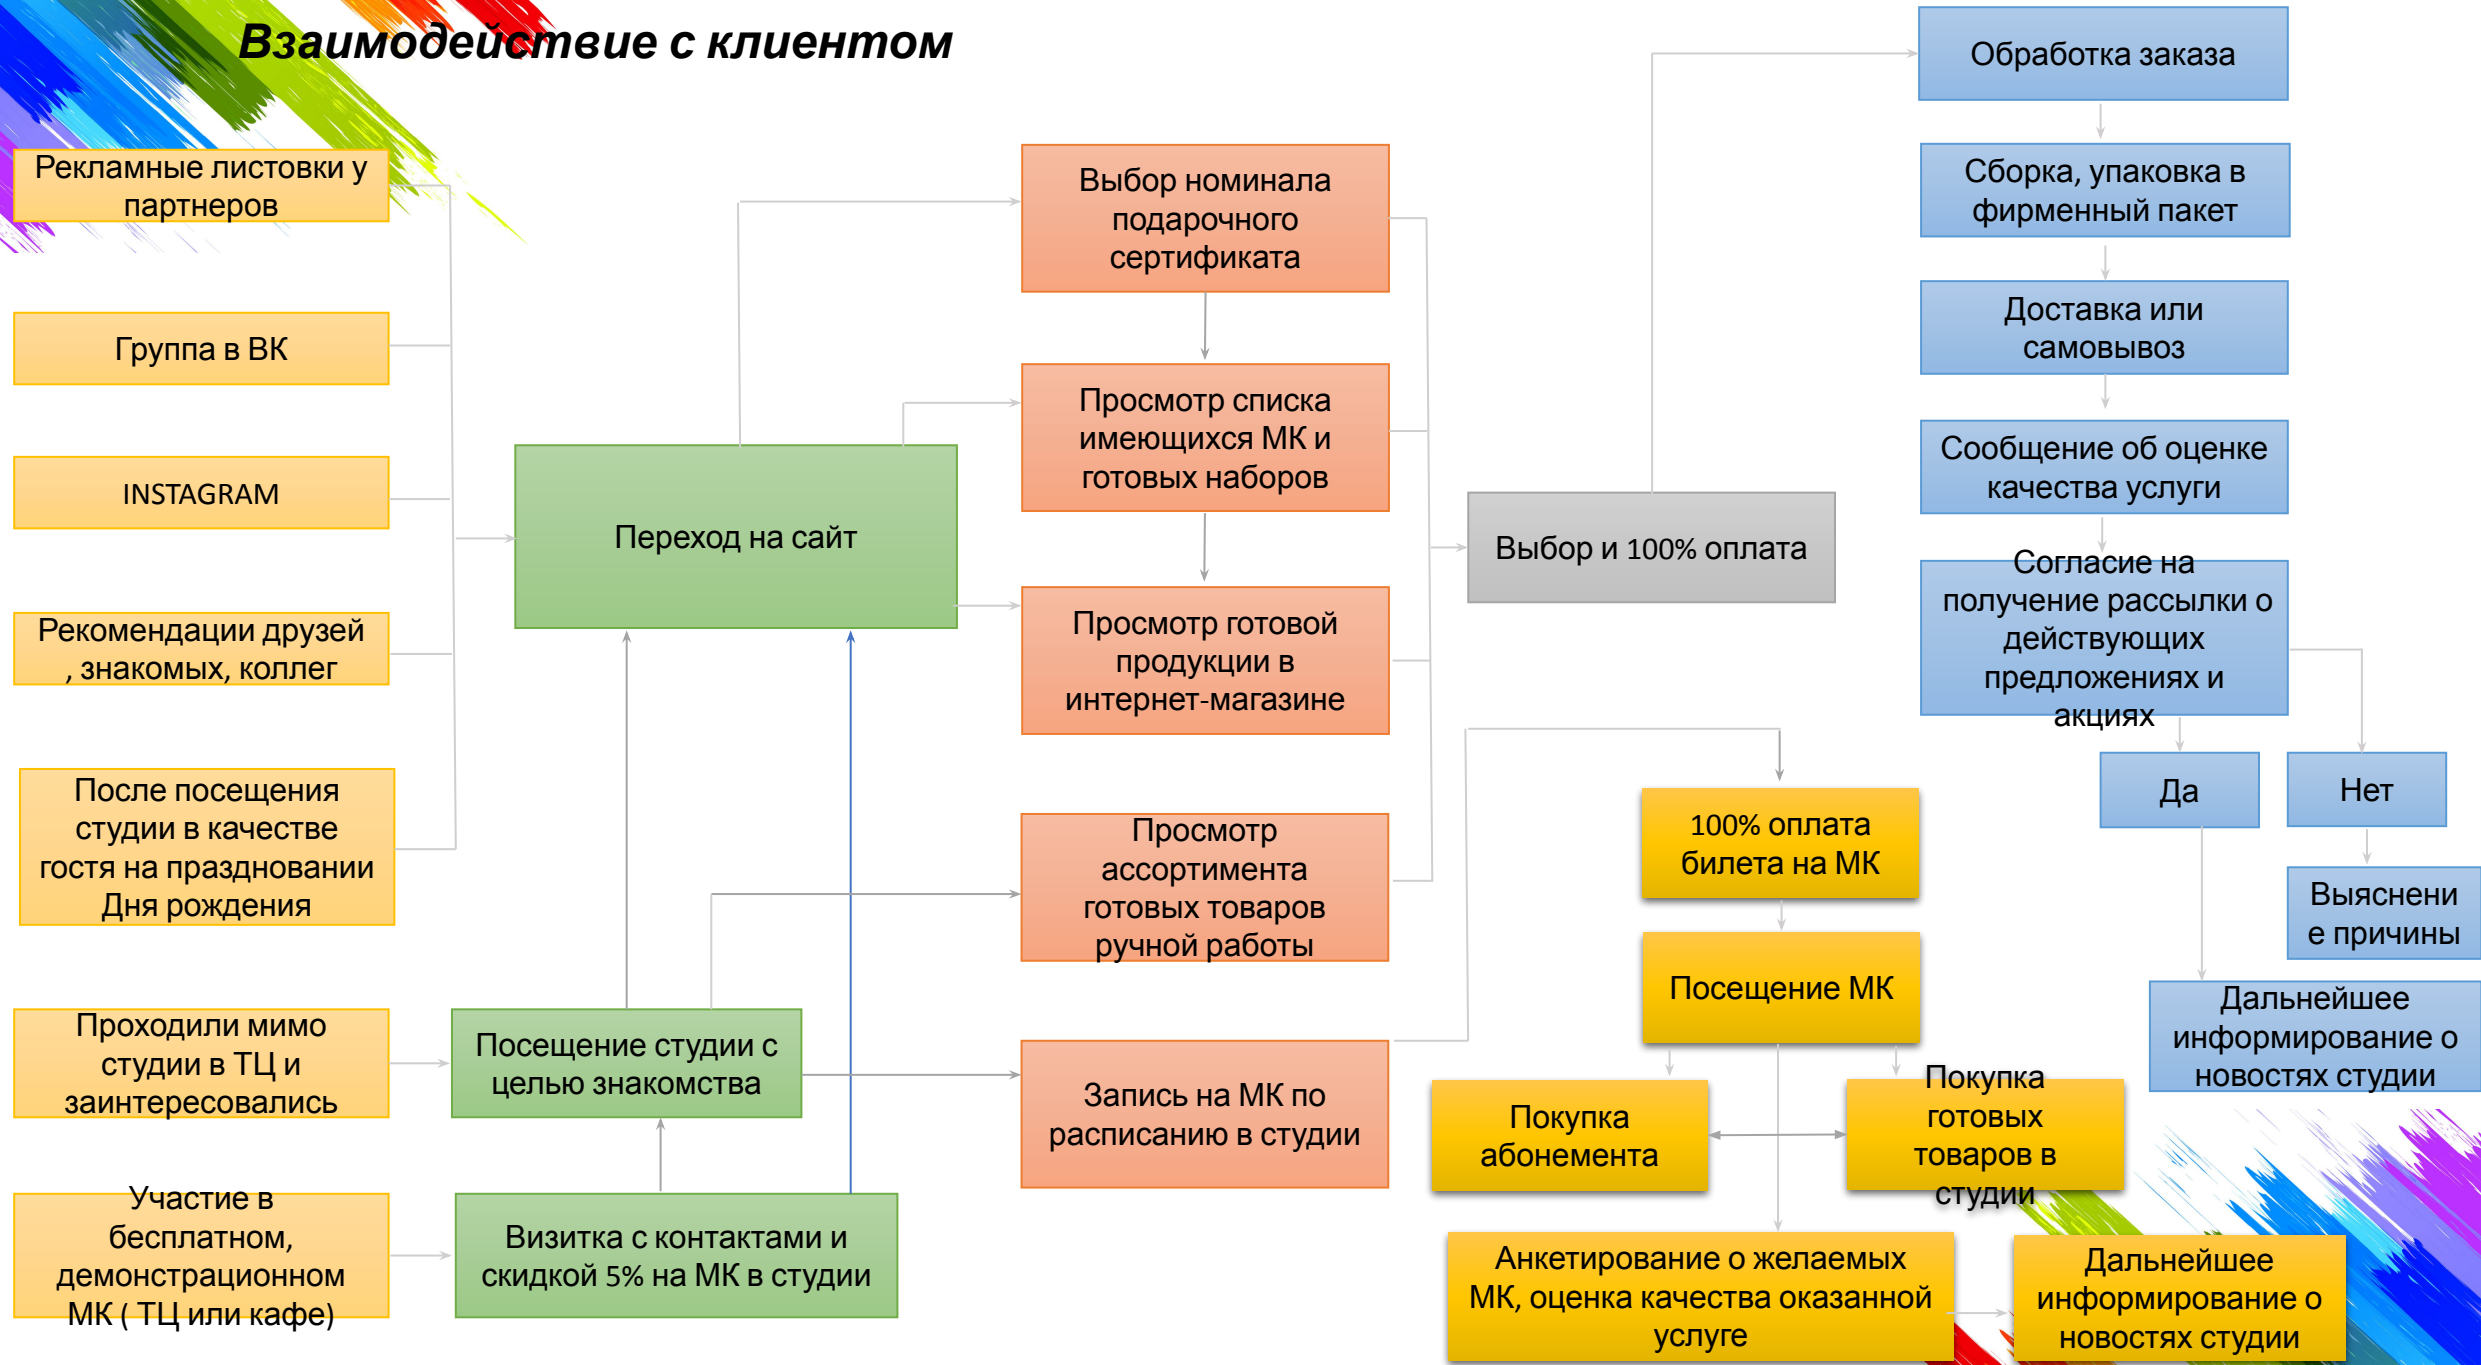 Взаимодействие с клиентом
Рекламные листовки у
партнеров
Группа в ВК
INSTAGRAM
Рекомендации друзей
, знакомых, коллег
После посещения
студии в качестве
гостя на праздновании
Дня рождения
Проходили мимо
студии в ТЦ и
заинтересовались
Участие в
бесплатном,
демонстрационном
МК ( ТЦ или кафе)
Переход на сайт
Посещение студии с
целью знакомства
Визитка с контактами и
скидкой 5% на МК в студии
Выбор номинала
подарочного
сертификата
Просмотр списка
имеющихся МК и
готовых наборов
Просмотр готовой
продукции в
интернет-магазине
Просмотр
ассортимента
готовых товаров
ручной работы
Запись на МК по
расписанию в студии
Выбор и 100% оплата
100% оплата
билета на МК
Посещение МК
Покупка
абонемента
Покупка
готовых
товаров в
студии
Анкетирование о желаемых
МК, оценка качества оказанной
услуге
Дальнейшее
информирование о
новостях студии
Обработка заказа
Сборка, упаковка в
фирменный пакет
Доставка или
самовывоз
Сообщение об оценке
качества услуги
Согласие на
получение рассылки о
действующих
предложениях и
акциях
Да
Нет
Выяснени
е причины
Дальнейшее
информирование о
новостях студии